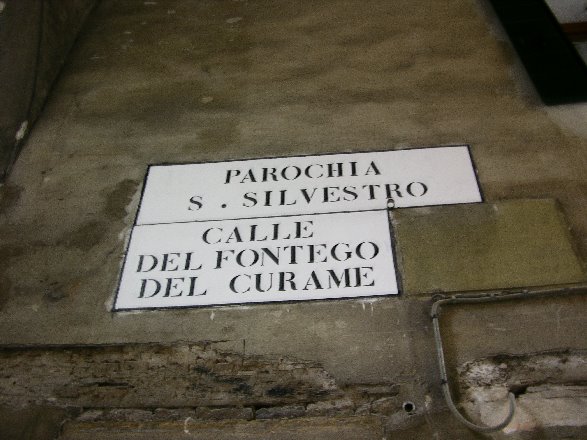 PAROCHIA
S. SILVESTRO
CALLE
DEL FONTEGO
DEL CURAME